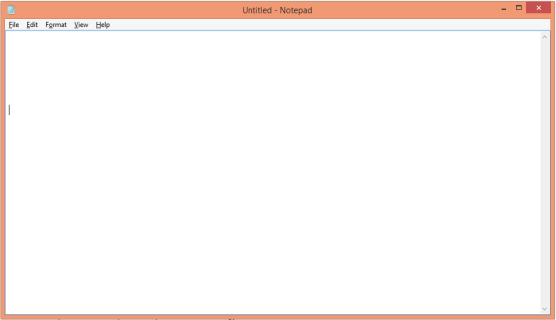 Untitled - Notepad
File Edit Format View Help